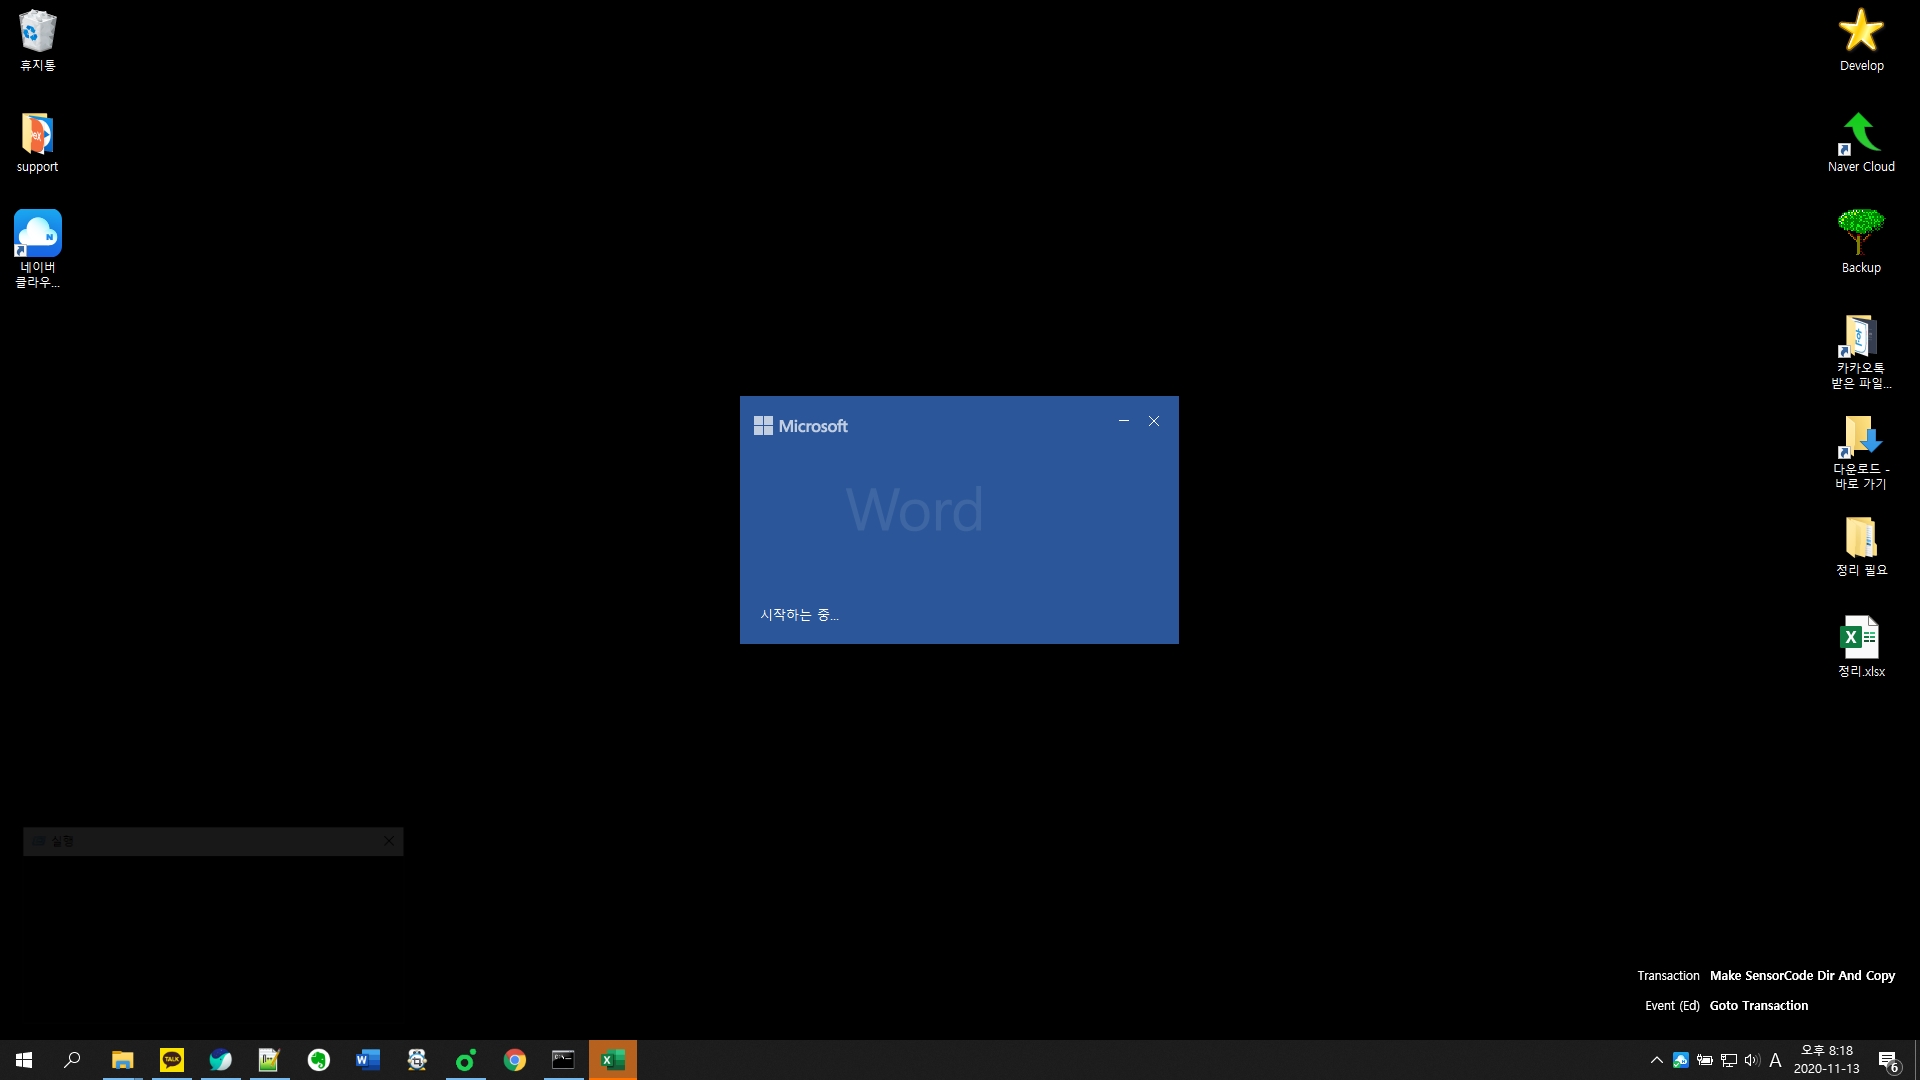 휴지통
support
네이버
클라우...
Develop
Naver Cloud
Backup
카카오톡
받은 파일...
다운로드 -
바로 가기
정리 필요
정리.xlsx
Microsoft
Word
시작하는 중...
실행
Transaction Make SensorCode Dir And Copy
Event (Ed) Goto Transaction
TALK
A
오후 8:18
2020-11-13
6